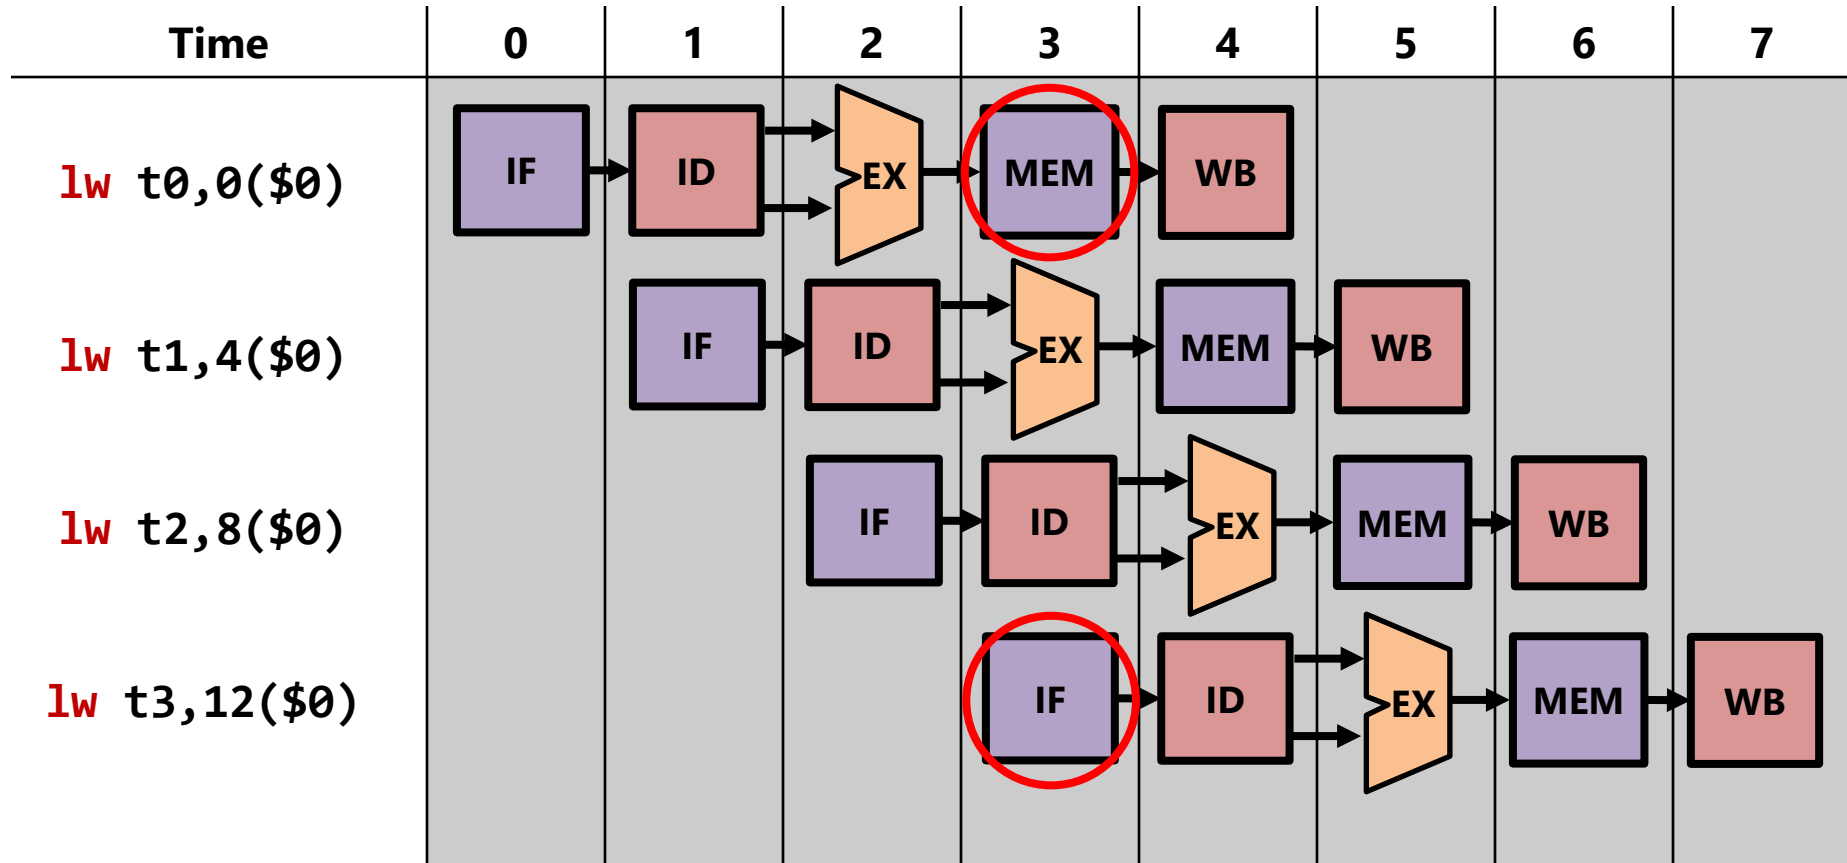 Time 0 1 2 3 4 5 6 7
lw t0,0($0) IF ID EX MEM WB
lw t1,4($0) IF ID EX MEM WB
lw t2,8($0) IF ID EX MEM WB
lw t3,12($0) IF ID EX MEM WB